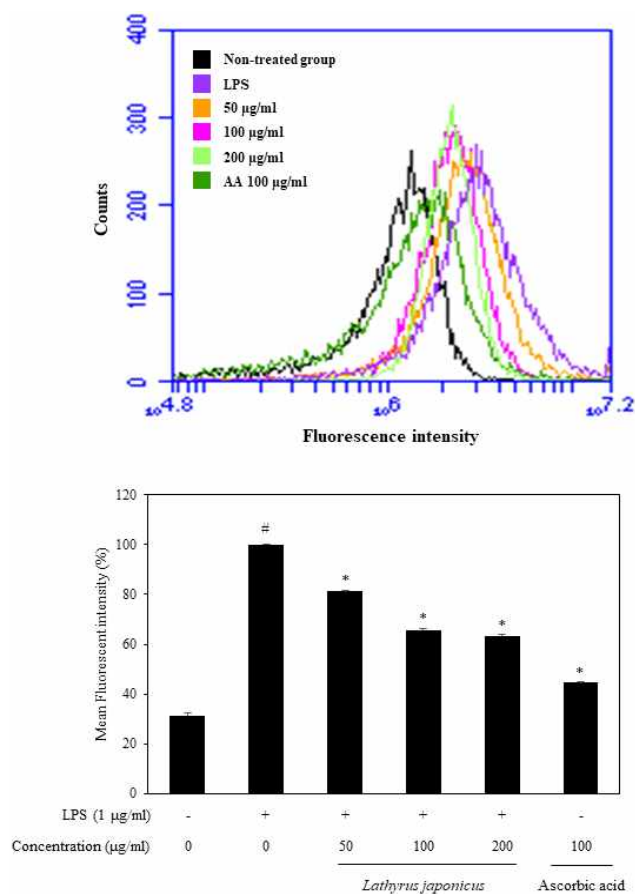 400
300
200
100
0
Counts
Non-treated group
LPS
50 μg/ml
100 μg/ml
200 μg/ml
AA 100 μg/ml
10^4.8 10^6 10^7.2
Fluorescence intensity
120
100
80
60
40
20
0
Mean Fluorescent intensity (%)
# * * * *
LPS (1 μg/ml) - + + + + -
Concentration (μg/ml) 0 0 50 100 200 100
Lathyrus japonicus Ascorbic acid